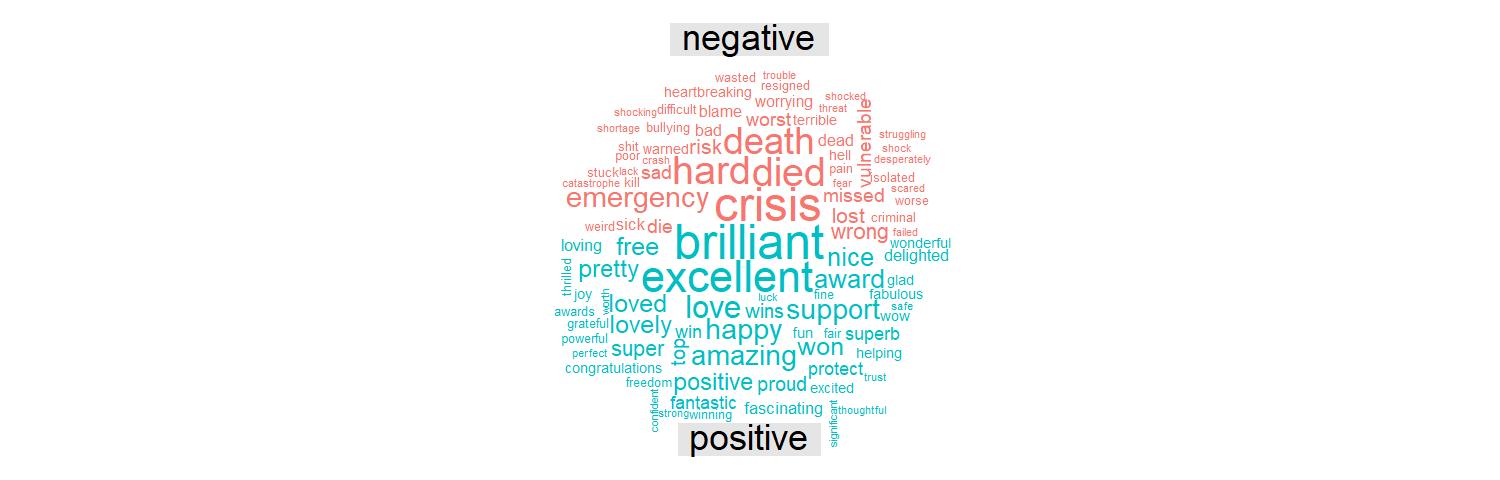 negative
wasted trouble
heartbreaking resigned
shocking difficult blame worrying shocked threat
worst terrible vulnerable
shortage bullying bad death dead struggling
shit warned risk hell shock
poor crash hard died pain desperately
stuck lack sad isolated
catastrophe kill fear scared
emergency crisis missed worse
weird sick die lost criminal
wrong failed
loving free brilliant nice wonderful
delighted
thrilled pretty excellent award glad
joy worth loved love luck wins fine support fabulous
awards safe wow
grateful lovely win happy fun fair superb
powerful
perfect super top amazing won helping
congratulations protect trust
freedom positive proud excited
confident fantastic fascinating significant thoughtful
strong winning
positive